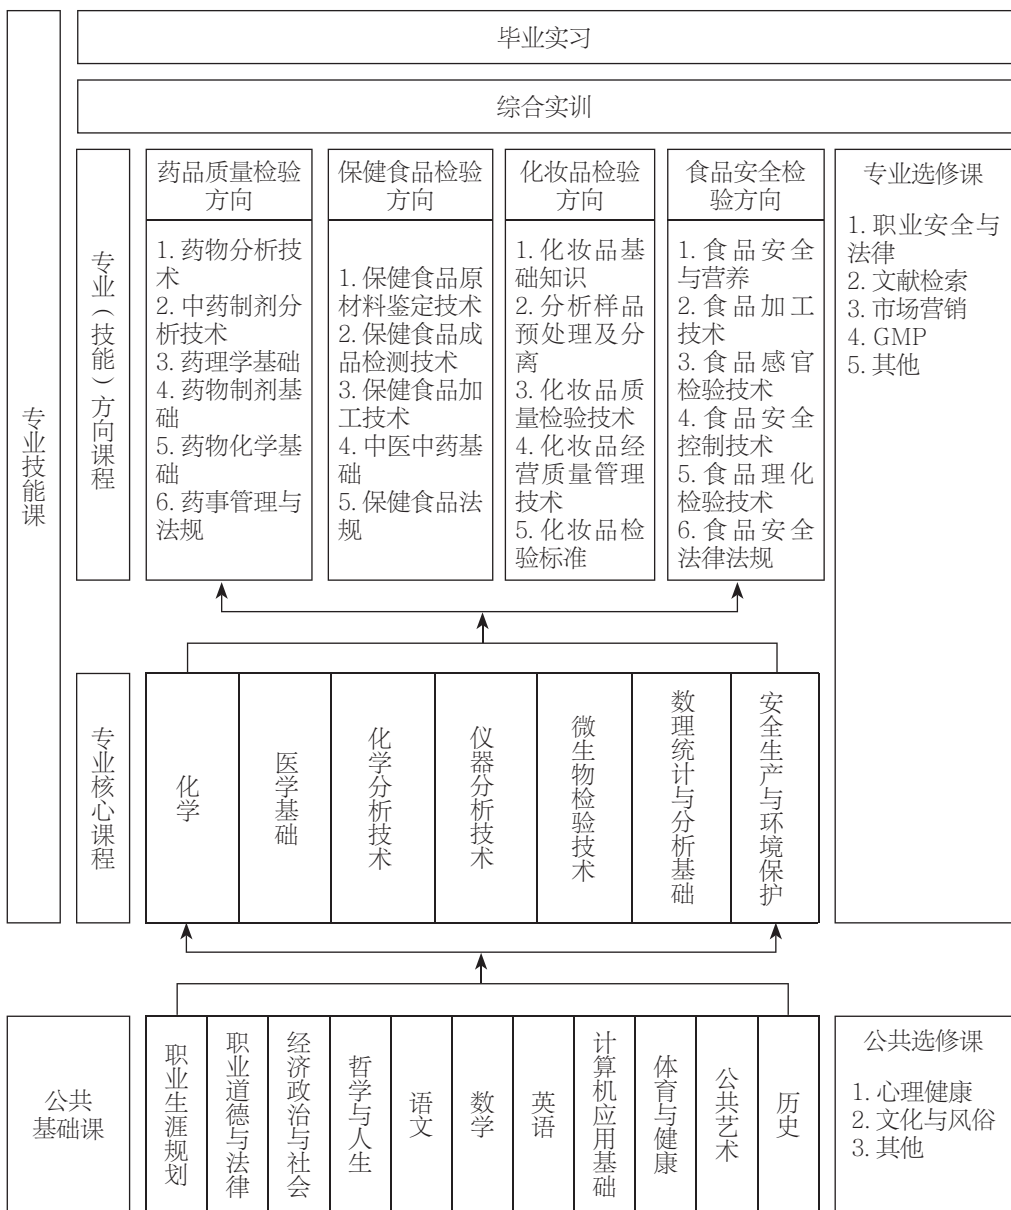 毕业实习
综合实训
专业技能课
专业（技能）方向课程
药品质量检验
方向
1. 药物分析技
术
2. 中药制剂分
析技术
3. 药理学基础
4. 药物制剂基
础
5. 药物化学基
础
6. 药事管理与
法规
保健食品检验
方向
1. 保健食品原
材料鉴定技术
2. 保健食品成
品检测技术
3. 保健食品加
工技术
4. 中医中药基
础
5. 保健食品法
规
化妆品检验
方向
1. 化妆品基
础知识
2. 分析样品
预处理及分
离
3. 化妆品质
量检验技术
4. 化妆品经
营质量管理
技术
5. 化妆品检
验标准
食品安全检
验方向
1. 食品安全
与营养
2. 食品加工
技术
3. 食品感官
检验技术
4. 食品安全
控制技术
5. 食品理化
检验技术
6. 食品安全
法律法规
专业选修课
1. 职业安全与
法律
2. 文献检索
3. 市场营销
4. GMP
5. 其他
专业核心课程
化学
医学基础
化学分析技术
仪器分析技术
微生物检验技术
数理统计与分析基础
安全生产与环境保护
公共
基础课
职业生涯规划
职业道德与法律
经济政治与社会
哲学与人生
语文
数学
英语
计算机应用基础
体育与健康
公共艺术
历史
公共选修课
1. 心理健康
2. 文化与风俗
3. 其他